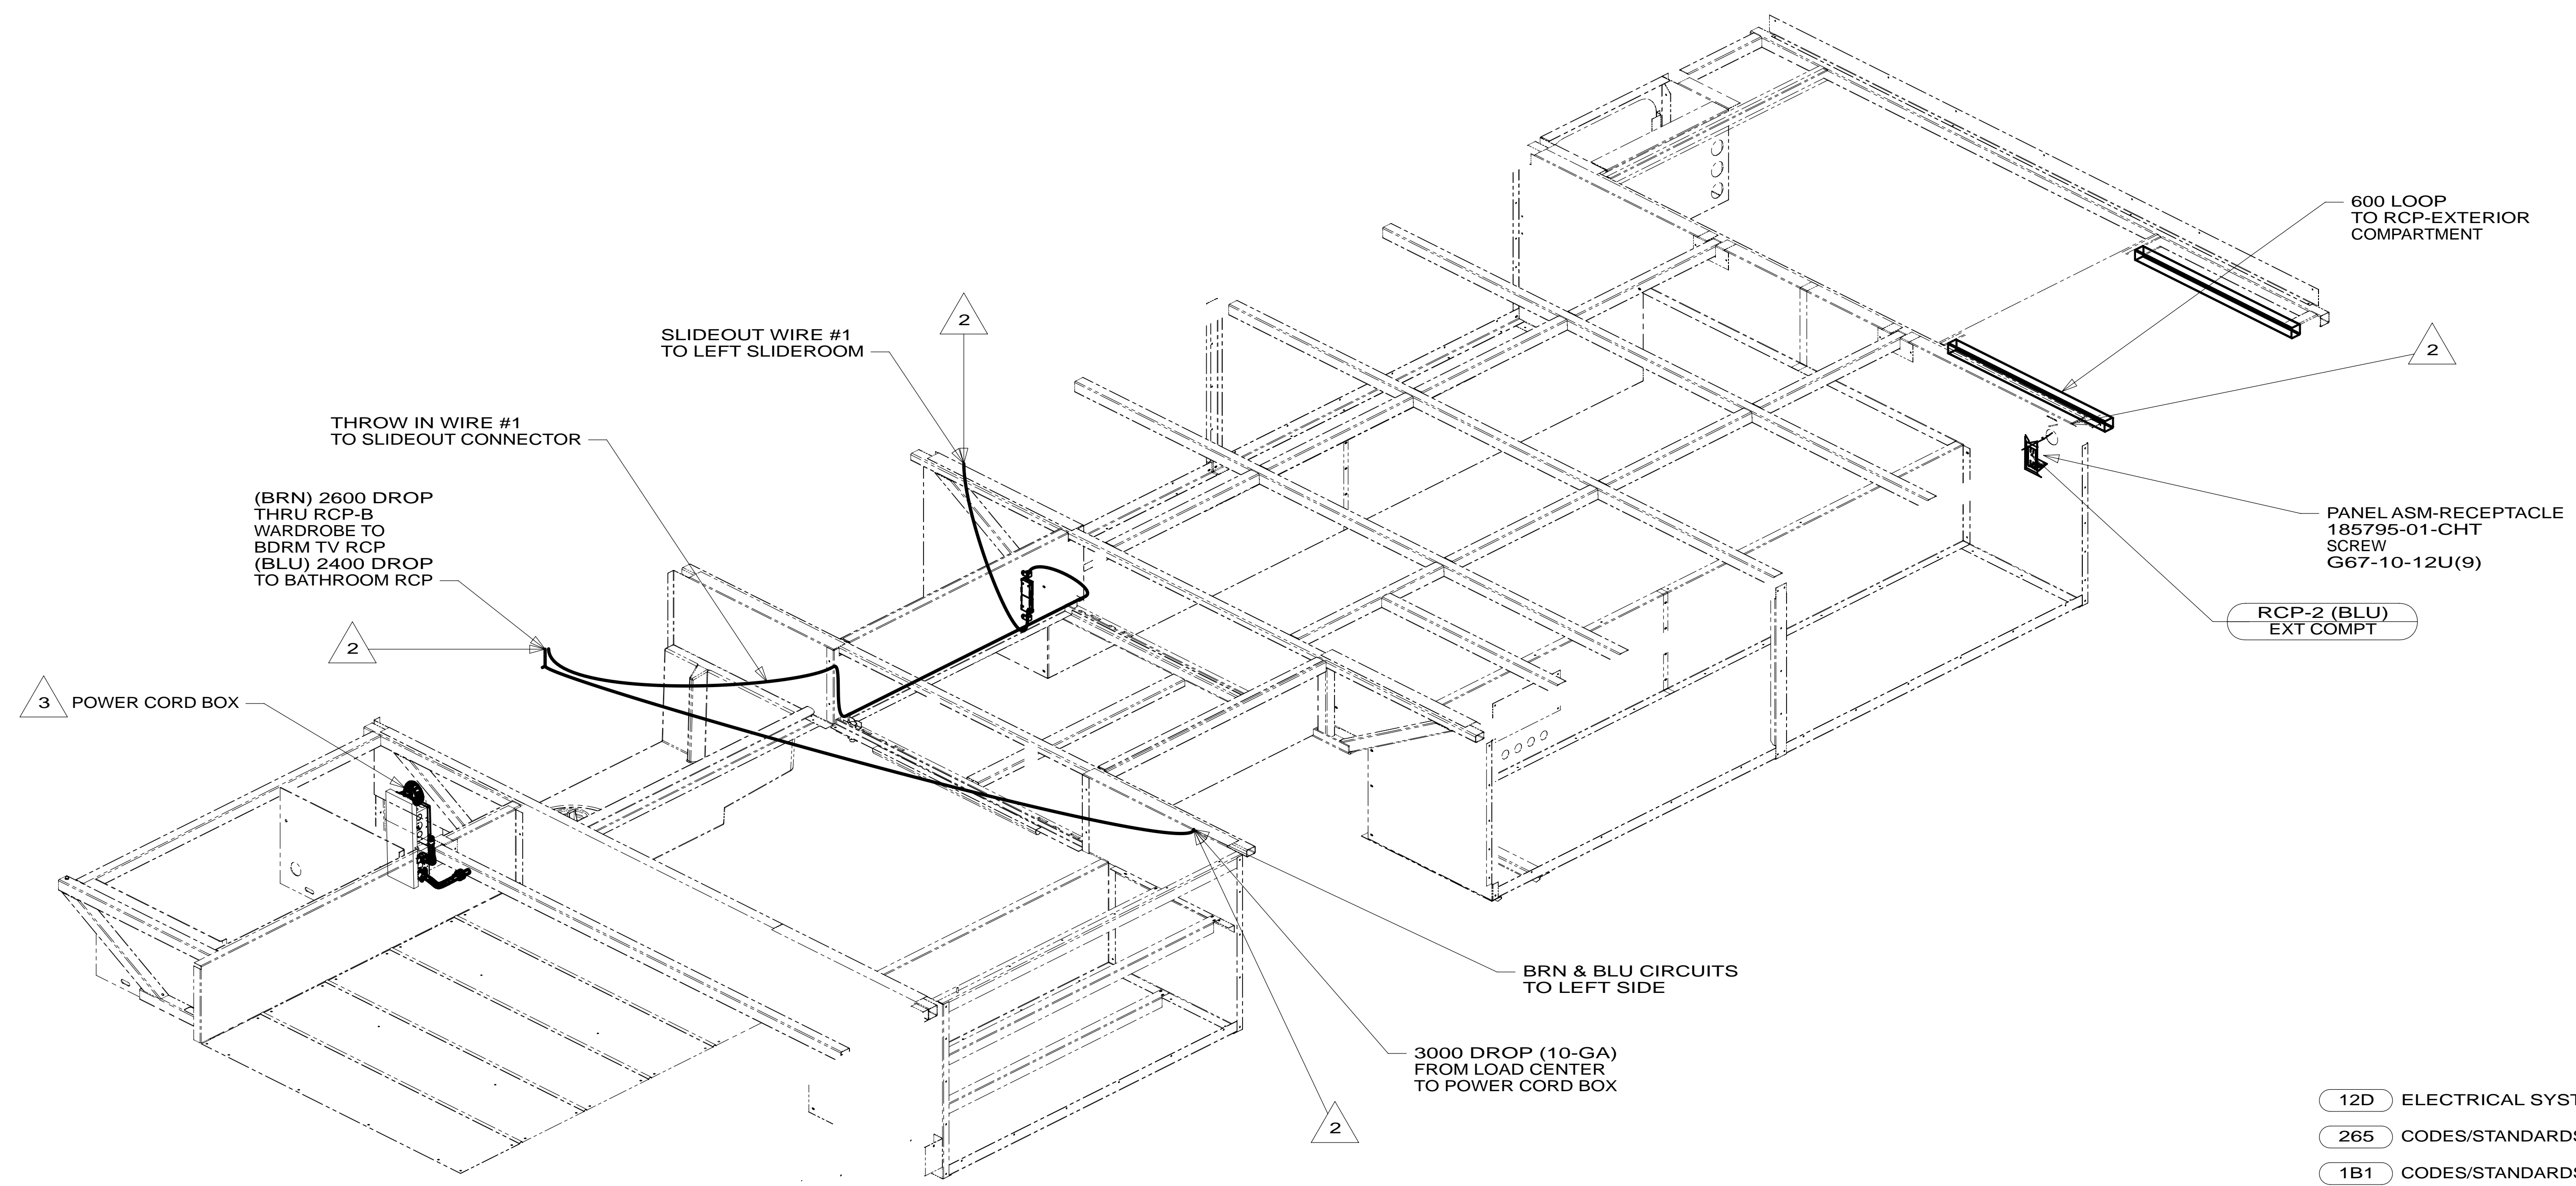 600 LOOP
TO RCP-EXTERIOR
COMPARTMENT
2
SLIDEOUT WIRE #1
TO LEFT SLIDEROOM
2
THROW IN WIRE #1
TO SLIDEOUT CONNECTOR
(BRN) 2600 DROP
THRU RCP-B
WARDROBE TO
BDRM TV RCP
(BLU) 2400 DROP
TO BATHROOM RCP
PANEL ASM-RECEPTACLE
185795-01-CHT
SCREW
G67-10-12U(9)
RCP-2 (BLU)
EXT COMPT
2
3 POWER CORD BOX
BRN & BLU CIRCUITS
TO LEFT SIDE
3000 DROP (10-GA)
FROM LOAD CENTER
TO POWER CORD BOX
2
12D ELECTRICAL
265 CODES/STANDARDS
1B1 CODES/STANDARDS